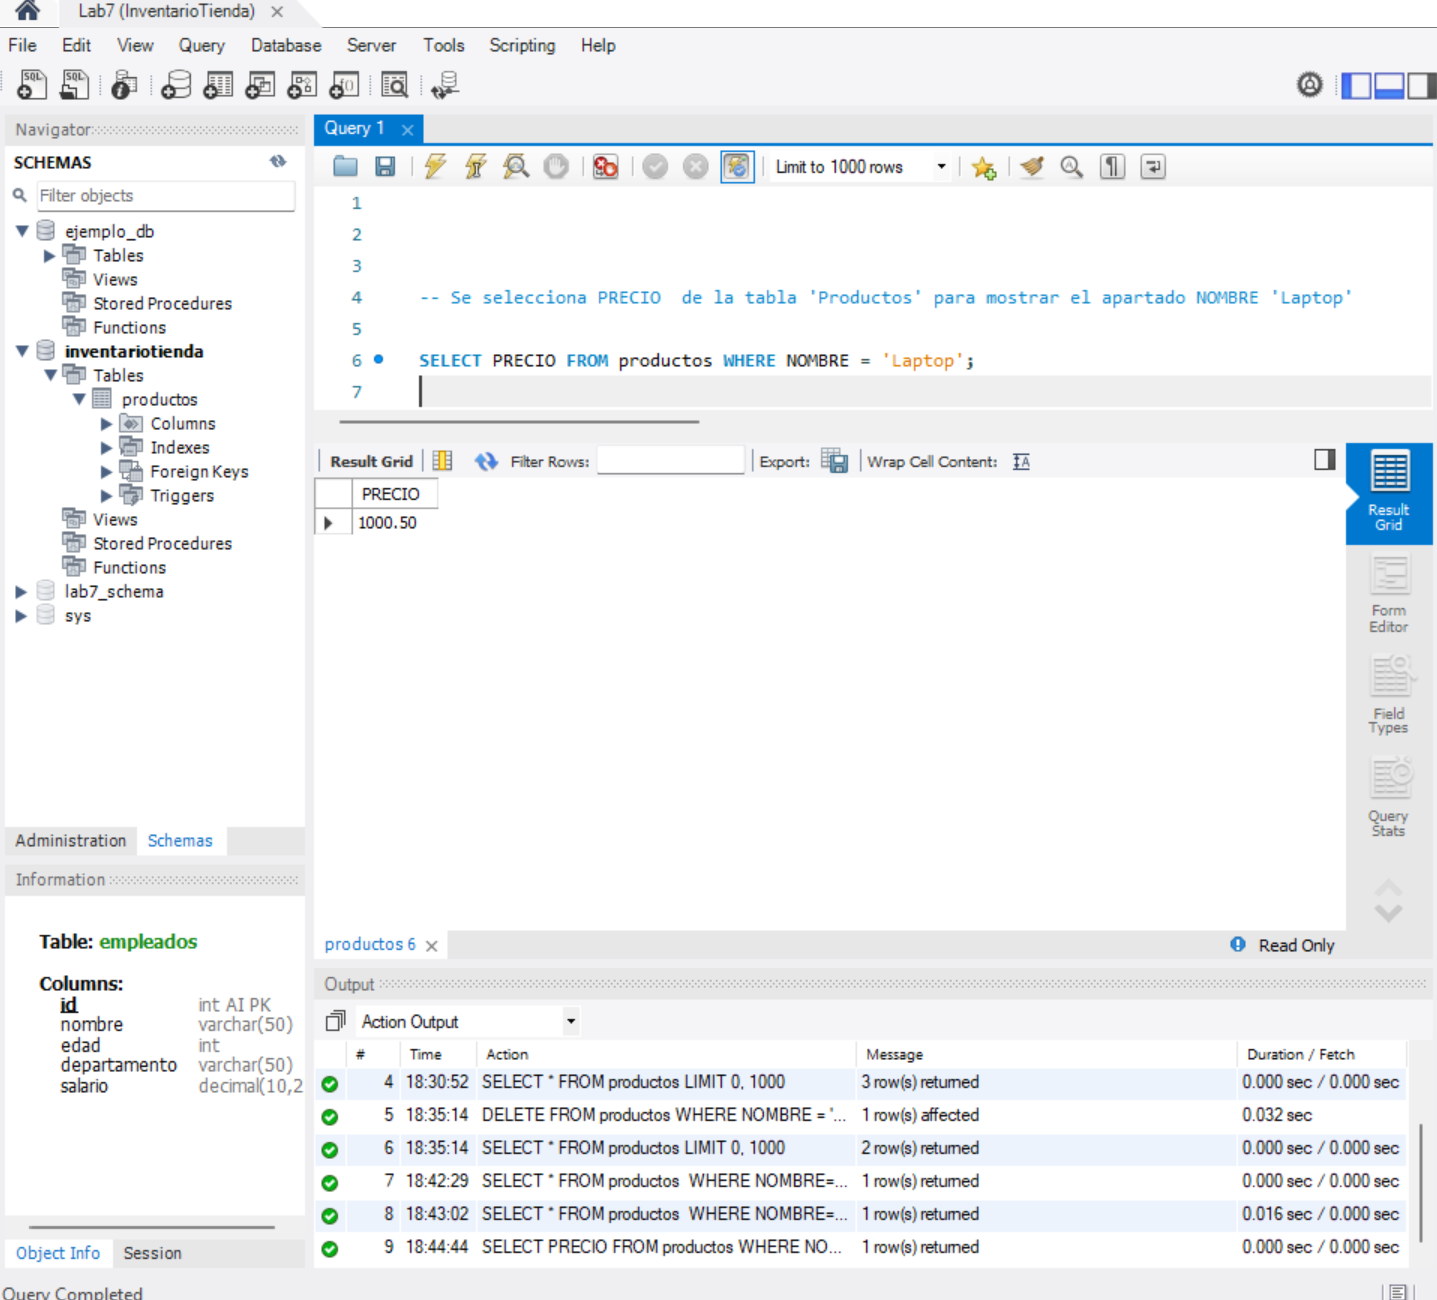 Lab7 (InventarioTienda) ×
File Edit View Query Database Server Tools Scripting Help
Navigator
SCHEMAS
Filter objects
ejemplo_db
Tables
Views
Stored Procedures
Functions
inventariotienda
Tables
productos
Columns
Indexes
Foreign Keys
Triggers
Views
Stored Procedures
Functions
lab7_schema
sys
Administration Schemas
Information
Table: empleados
Columns:
id int AI PK
nombre varchar(50)
edad int
departamento varchar(50)
salario decimal(10,2
Object Info Session
Query 1 ×
Limit to 1000 rows
1
2
3
4 -- Se selecciona PRECIO  de la tabla 'Productos' para mostrar el apartado NOMBRE 'Laptop'
5
6 SELECT PRECIO FROM productos WHERE NOMBRE = 'Laptop';
7
Result Grid Filter Rows: Export: Wrap Cell Content:
PRECIO
1000.50
Result
Grid
Form
Editor
Field
Types
Query
Stats
productos 6 × Read Only
Output
Action Output
# Time Action Message Duration / Fetch
4 18:30:52 SELECT * FROM productos LIMIT 0, 1000 3 row(s) returned 0.000 sec / 0.000 sec
5 18:35:14 DELETE FROM productos WHERE NOMBRE = '... 1 row(s) affected 0.032 sec
6 18:35:14 SELECT * FROM productos LIMIT 0, 1000 2 row(s) returned 0.000 sec / 0.000 sec
7 18:42:29 SELECT * FROM productos  WHERE NOMBRE=... 1 row(s) returned 0.000 sec / 0.000 sec
8 18:43:02 SELECT * FROM productos  WHERE NOMBRE=... 1 row(s) returned 0.016 sec / 0.000 sec
9 18:44:44 SELECT PRECIO FROM productos WHERE NO... 1 row(s) returned 0.000 sec / 0.000 sec
Query Completed